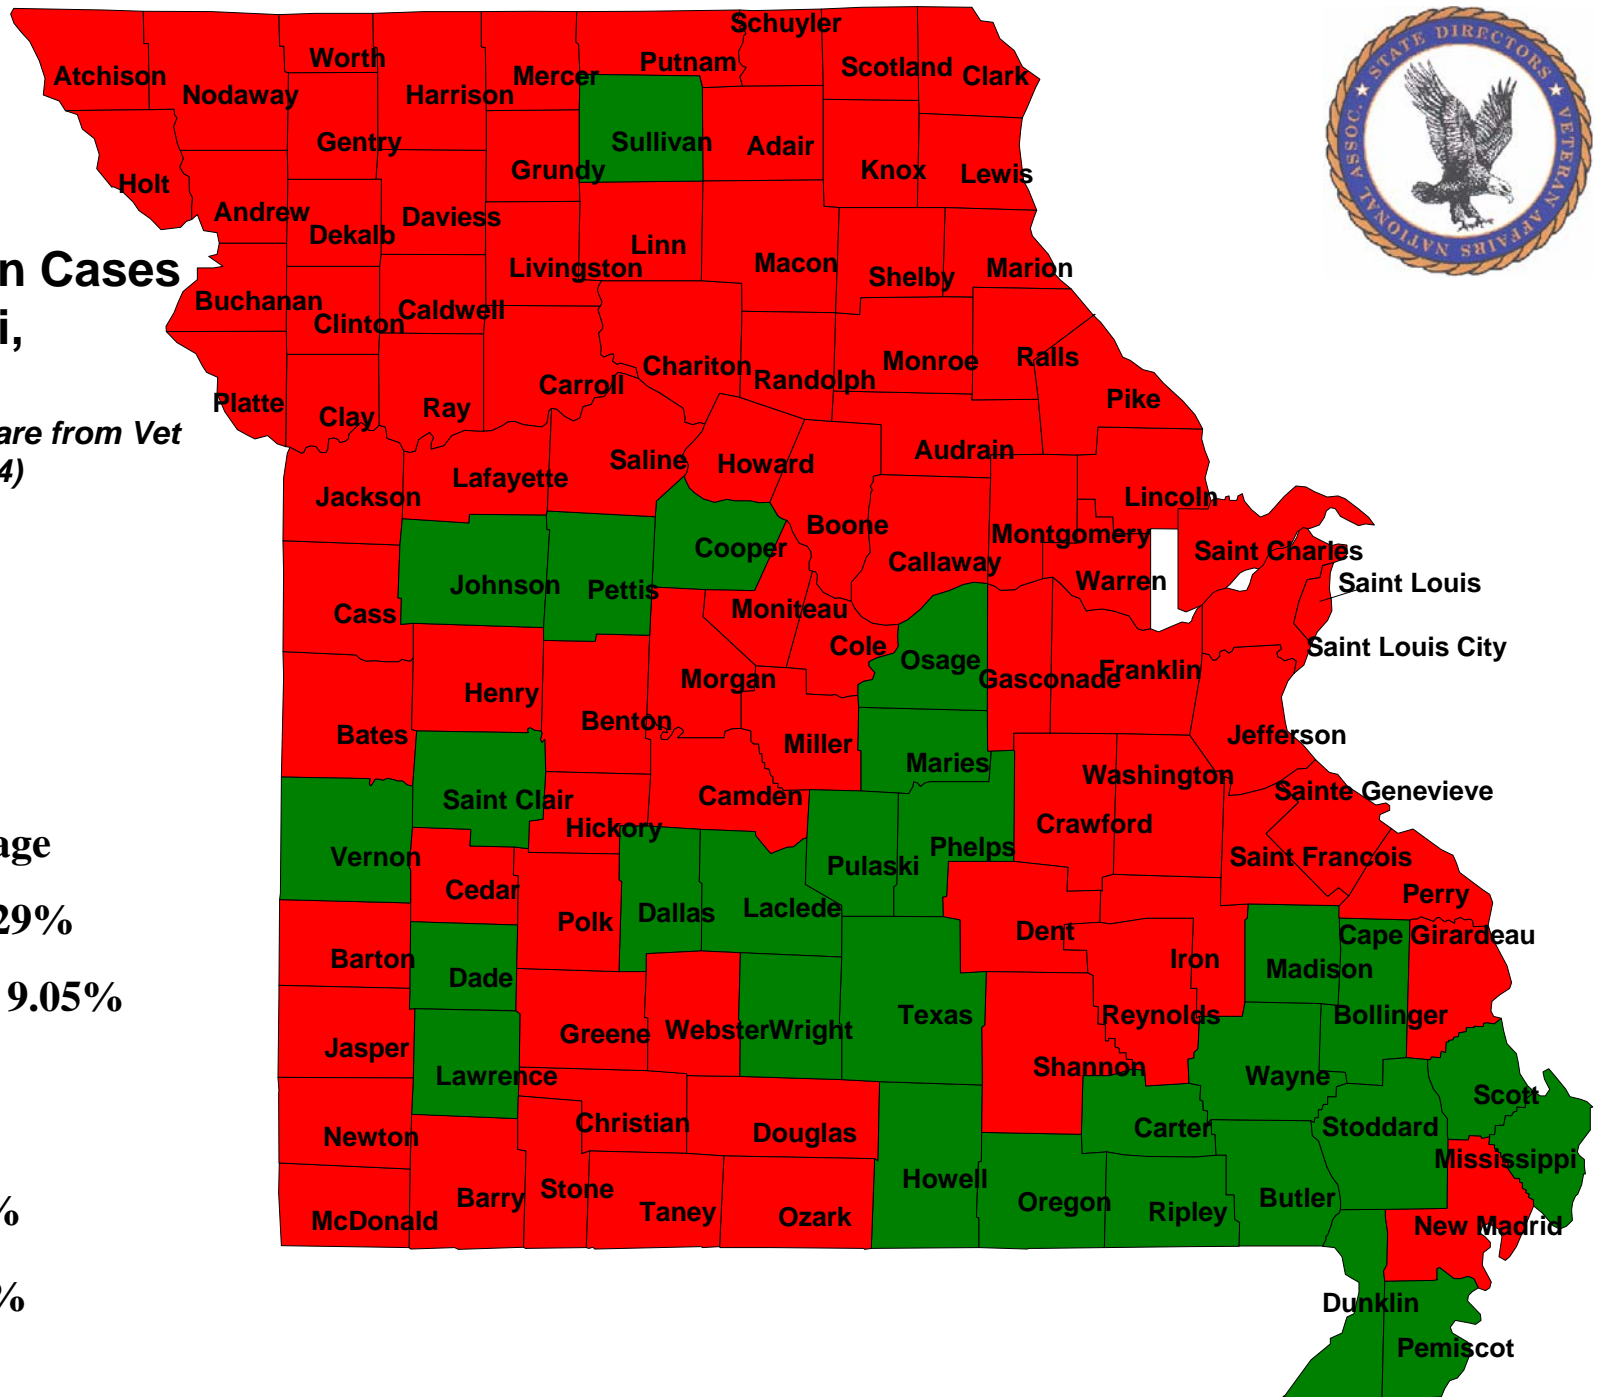 n Cases
i,
are from Vet
4)
age
29%
9.05%
%
%
STATE DIRECTORS
VETERAN AFFAIRS
NATIONAL ASSOC.
Schuyler
Worth
Putnam
Scotland
Clark
Atchison
Mercer
Nodaway
Harrison
Gentry
Sullivan
Adair
Grundy
Knox
Lewis
Holt
Andrew
Daviess
Dekalb
Linn
Livingston
Macon
Shelby
Marion
Buchanan
Clinton
Caldwell
Chariton
Monroe
Ralls
Randolph
Carroll
Platte
Clay
Ray
Pike
Audrain
Saline
Howard
Lafayette
Jackson
Lincoln
Boone
Montgomery
Cooper
Saint Charles
Callaway
Johnson
Pettis
Warren
Saint Louis
Cass
Moniteau
Cole
Saint Louis City
Osage
Franklin
Gasconade
Morgan
Henry
Benton
Bates
Miller
Jefferson
Maries
Washington
Sainte Genevieve
Saint Clair
Camden
Hickory
Crawford
Phelps
Vernon
Pulaski
Saint Francois
Cedar
Perry
Dallas
Laclede
Polk
Dent
Cape Girardeau
Barton
Iron
Madison
Dade
Texas
Reynolds
Bollinger
Greene
Webster
Wright
Jasper
Shannon
Lawrence
Wayne
Scott
Christian
Newton
Douglas
Carter
Stoddard
Mississippi
Howell
Stone
Barry
Oregon
Butler
Taney
Ripley
Ozark
McDonald
New Madrid
Dunklin
Pemiscot